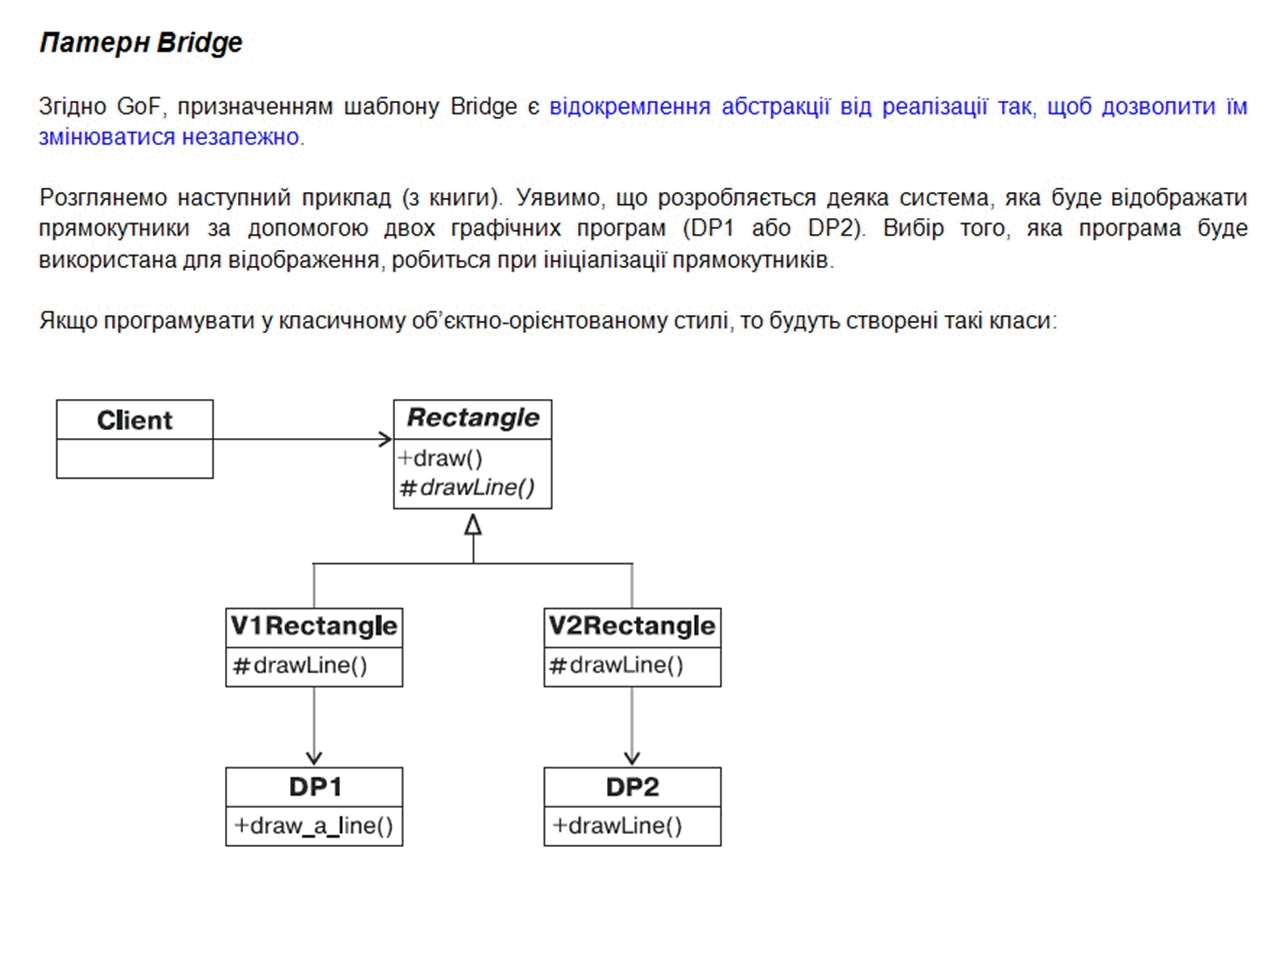 Патерн Bridge
Згідно GoF, призначенням шаблону Bridge є відокремлення абстракції від реалізації так, щоб дозволити їм
змінюватися незалежно.
Розглянемо наступний приклад (з книги). Уявимо, що розробляється деяка система, яка буде відображати
прямокутники за допомогою двох графічних програм (DP1 або DP2). Вибір того, яка програма буде
використана для відображення, робиться при ініціалізації прямокутників.
Якщо програмувати у класичному об’єктно-орієнтованому стилі, то будуть створені такі класи:
Client
Rectangle
+draw()
#drawLine()
V1Rectangle
#drawLine()
V2Rectangle
#drawLine()
DP1
+draw_a_line()
DP2
+drawLine()